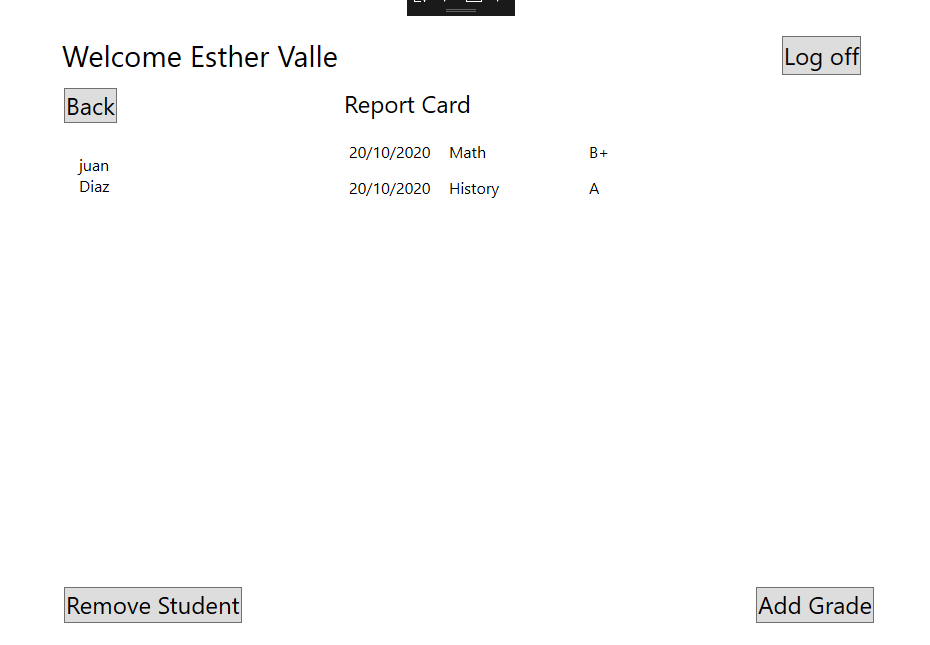 Welcome Esther Valle
Log off
Back
Report Card
juan
Diaz
20/10/2020 Math B+
20/10/2020 History A
Remove Student
Add Grade